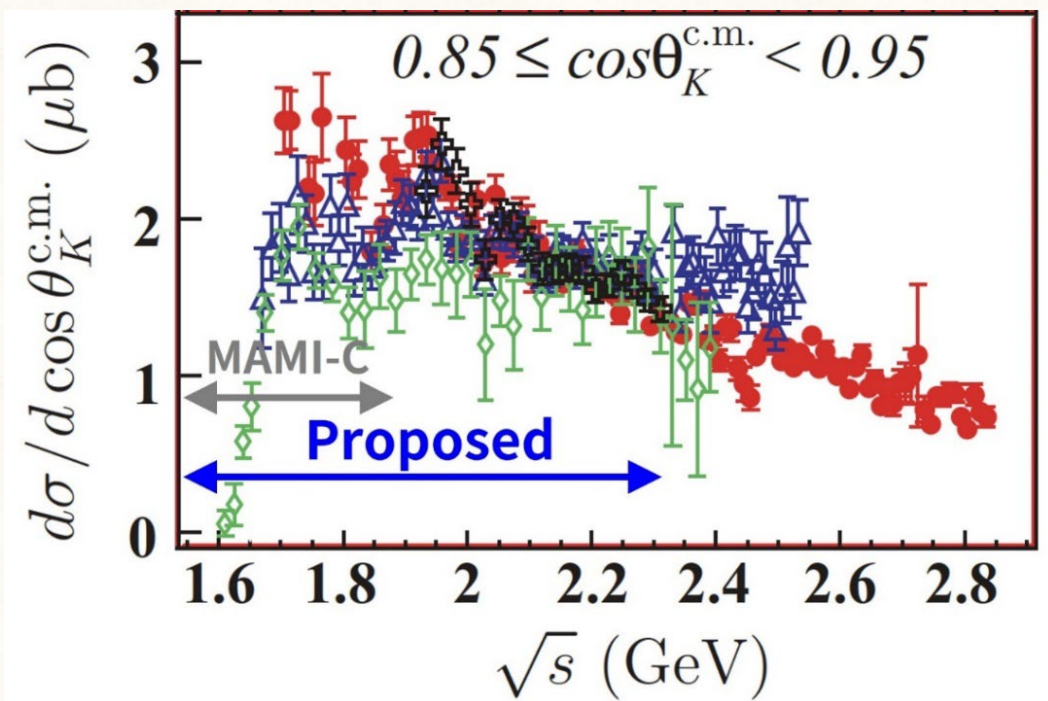 0.85 ≤ cosθ_K^{c.m.} < 0.95
dσ / d cos θ_K^{c.m.} (μb)
3
2
1
0
MAMI-C
Proposed
1.6 1.8 2 2.2 2.4 2.6 2.8
√s (GeV)